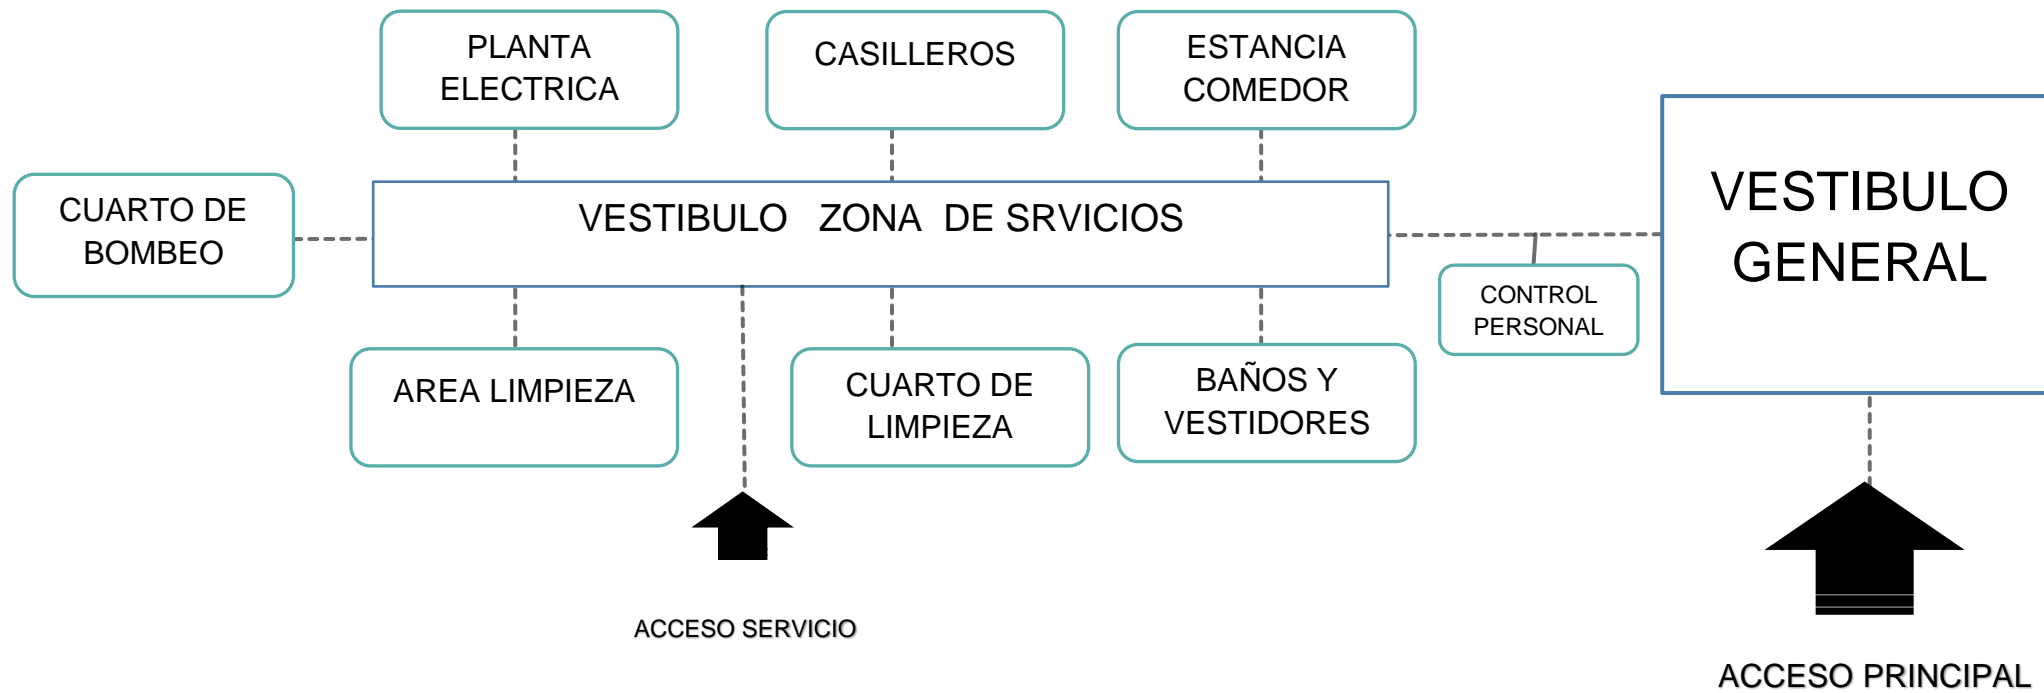 PLANTA
ELECTRICA
CASILLEROS
ESTANCIA
COMEDOR
CUARTO DE
BOMBEO
VESTIBULO ZONA DE SRVICIOS
VESTIBULO
GENERAL
CONTROL
PERSONAL
AREA LIMPIEZA
CUARTO DE
LIMPIEZA
BAÑOS Y
VESTIDORES
ACCESO SERVICIO
ACCESO PRINCIPAL